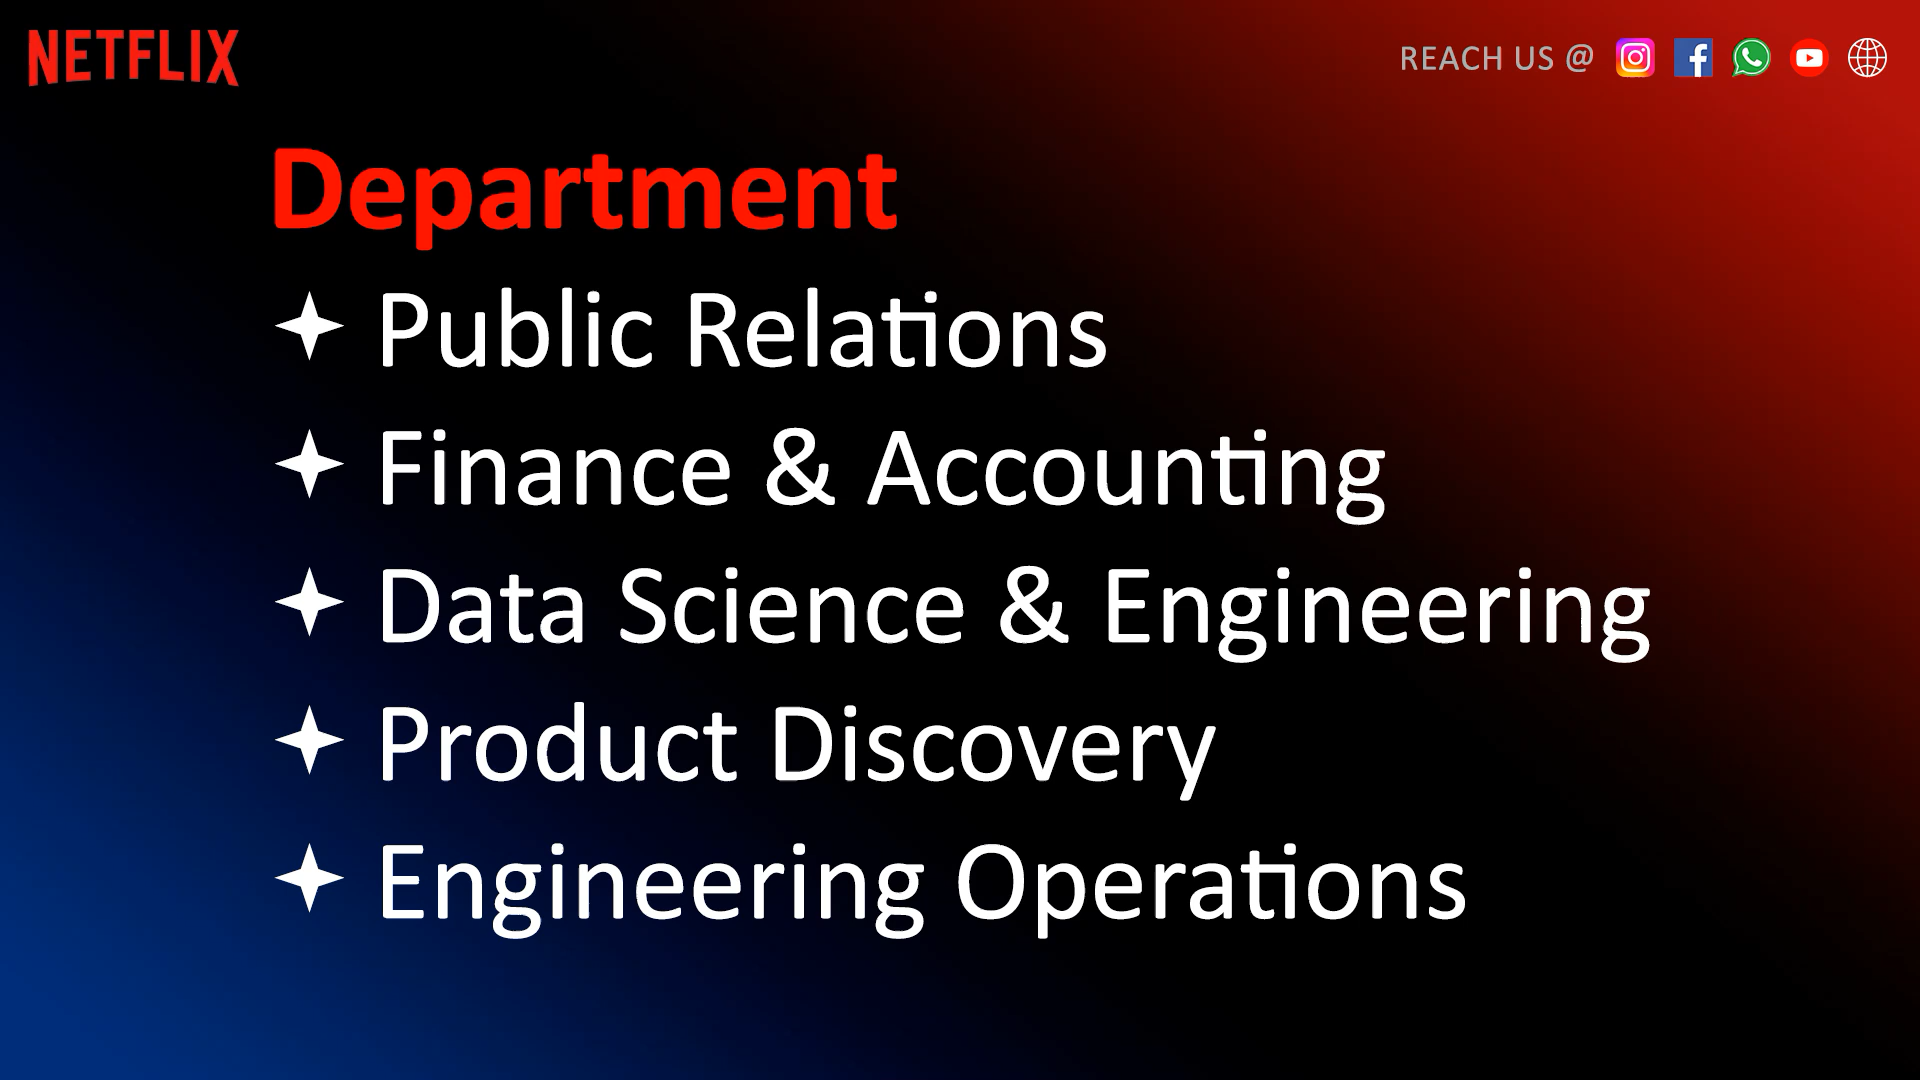 NETFLIX
REACH US @
Department
Public Relations
Finance & Accounting
Data Science & Engineering
Product Discovery
Engineering Operations